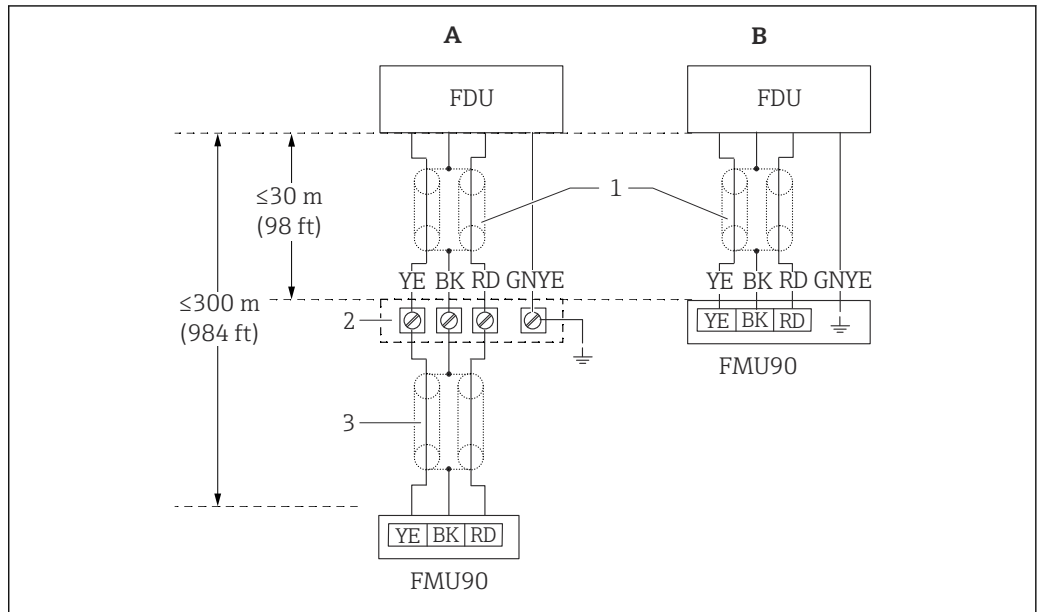 A B
FDU FDU
≤30 m
(98 ft)
1
YE BK RD GNYE YE BK RD GNYE
≤300 m
(984 ft)
2
YE BK RD
FMU90
3
YE BK RD
FMU90